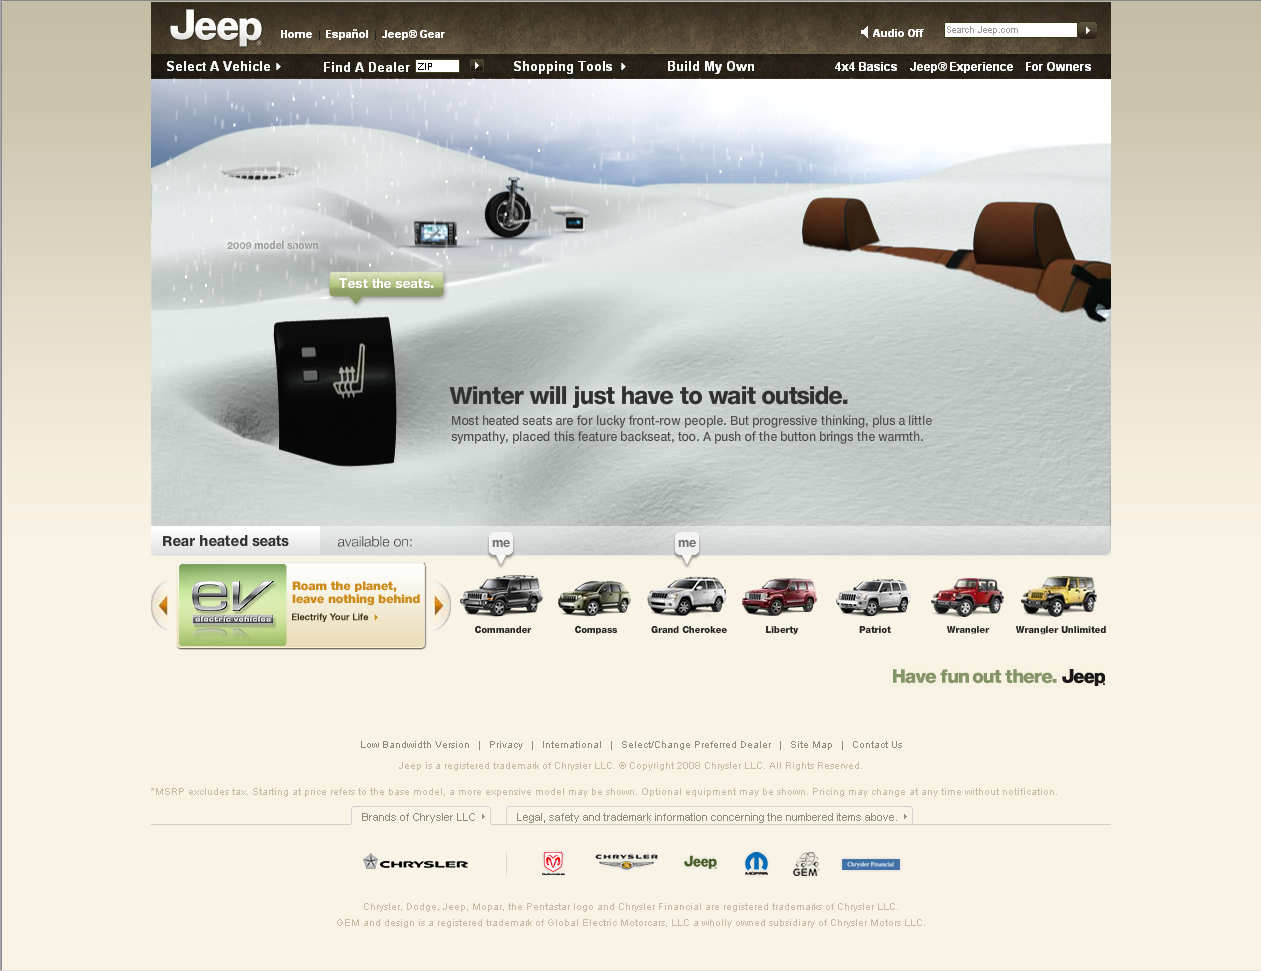 Jeep
Home | Español | Jeep® Gear
Audio Off
Search Jeep.com
Select A Vehicle
Find A Dealer ZIP
Shopping Tools
Build My Own
4x4 Basics
Jeep® Experience
For Owners
2009 model shown
Test the seats.
Winter will just have to wait outside.
Most heated seats are for lucky front-row people. But progressive thinking, plus a little
sympathy, placed this feature backseat, too. A push of the button brings the warmth.
Rear heated seats
available on:
me
me
ev
electric vehicles
Roam the planet,
leave nothing behind
Electrify Your Life
Commander
Compass
Grand Cherokee
Liberty
Patriot
Wrangler
Wrangler Unlimited
Have fun out there. Jeep
Low Bandwidth Version | Privacy | International | Select/Change Preferred Dealer | Site Map | Contact Us
Jeep is a registered trademark of Chrysler LLC. ® Copyright 2008 Chrysler LLC. All Rights Reserved.
*MSRP excludes tax. Starting at price refers to the base model, a more expensive model may be shown. Optional equipment may be shown. Pricing may change at any time without notification.
Brands of Chrysler LLC
Legal, safety and trademark information concerning the numbered items above.
CHRYSLER
DODGE
CHRYSLER
Jeep
MOPAR
GEM
Chrysler Financial
Chrysler, Dodge, Jeep, Mopar, the Pentastar logo and Chrysler Financial are registered trademarks of Chrysler LLC.
GEM and design is a registered trademark of Global Electric Motorcars, LLC a wholly owned subsidiary of Chrysler Motors LLC.